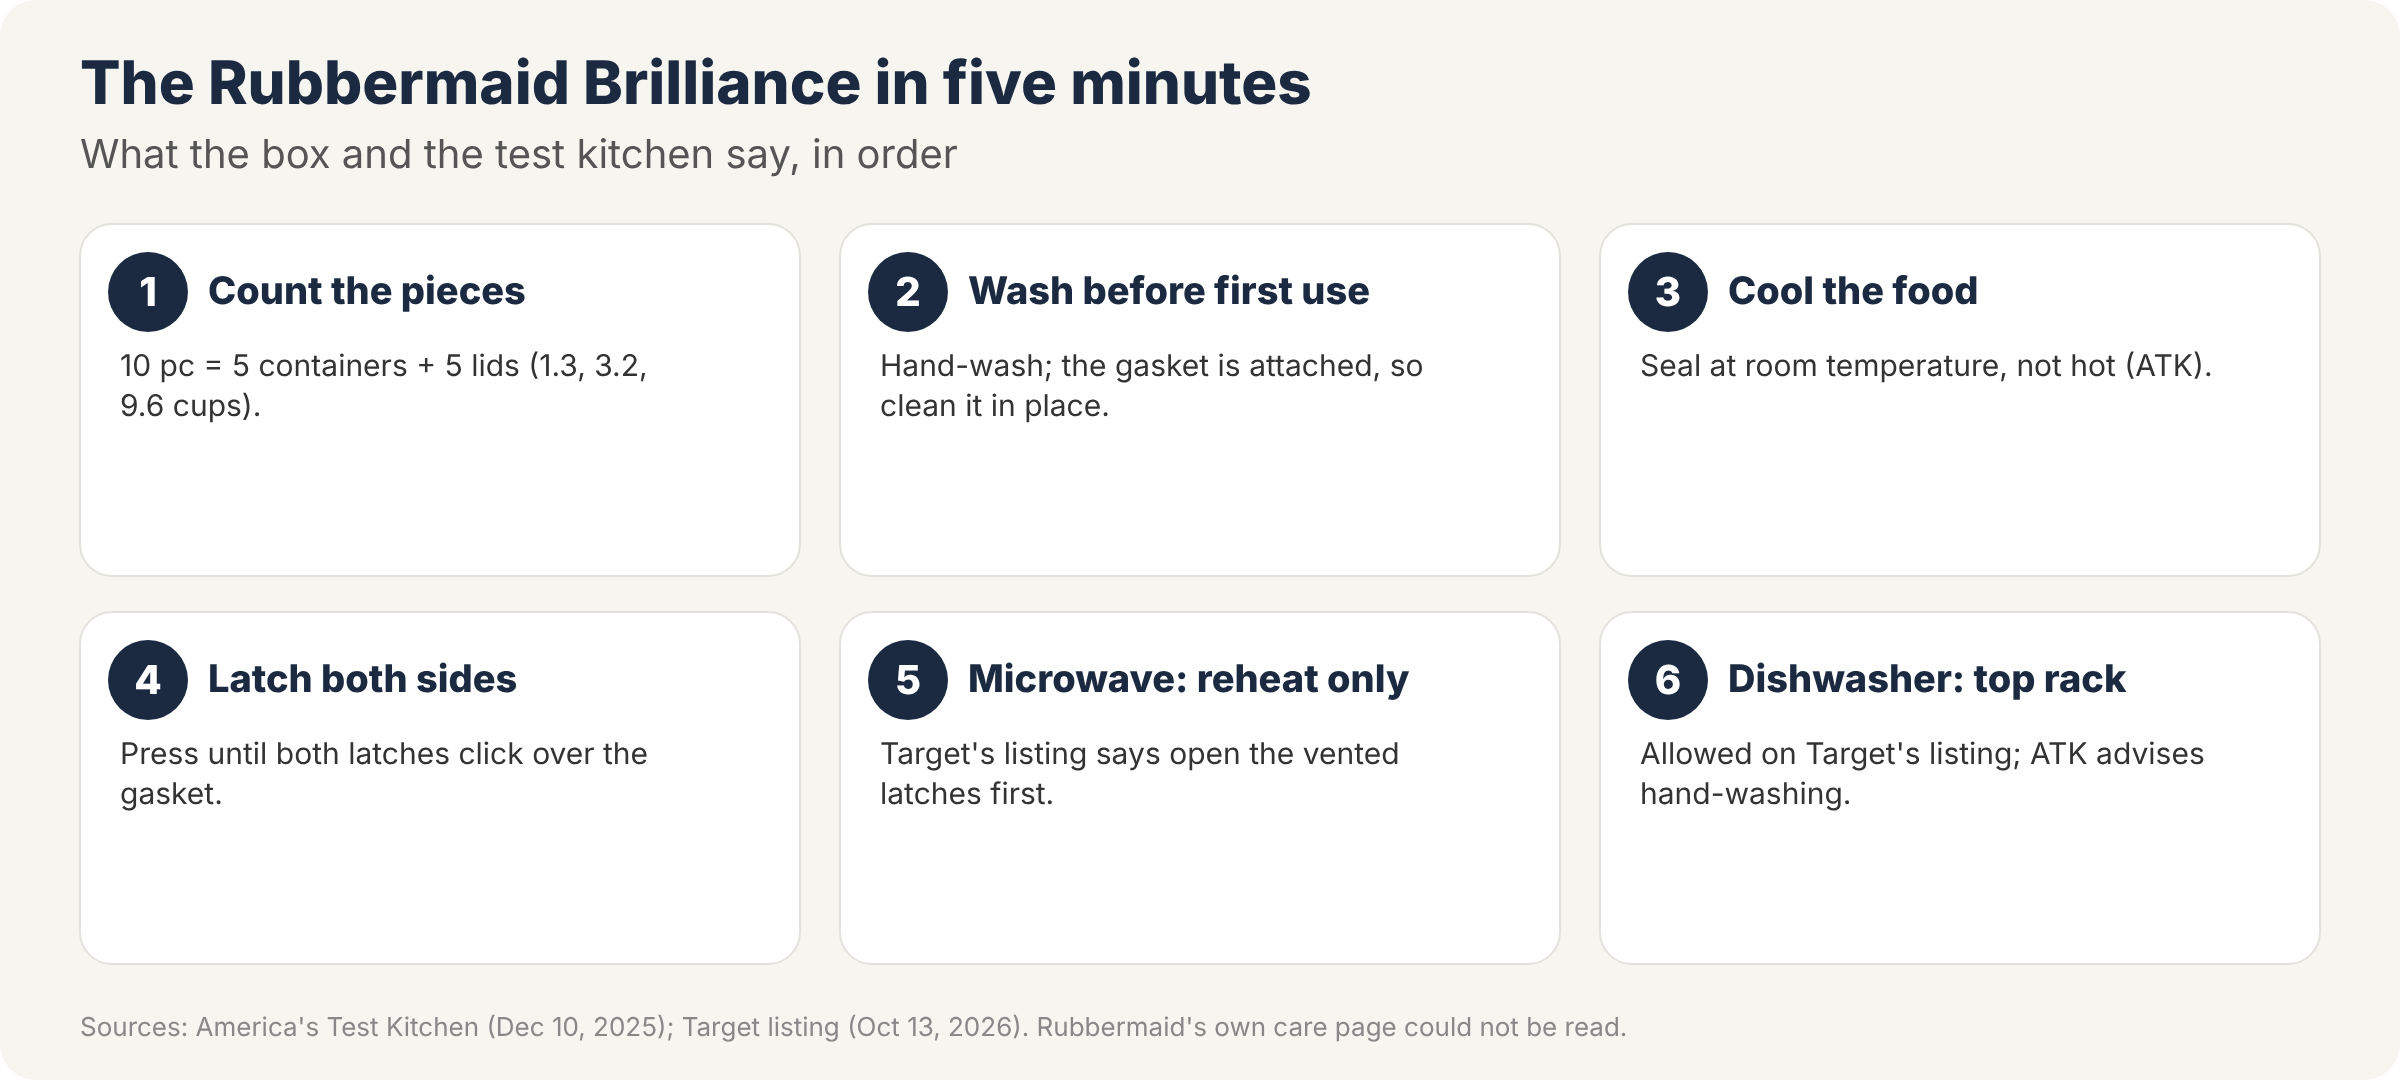 The Rubbermaid Brilliance in five minutes
What the box and the test kitchen say, in order
1 Count the pieces
10 pc = 5 containers + 5 lids (1.3, 3.2,
9.6 cups).
2 Wash before first use
Hand-wash; the gasket is attached, so
clean it in place.
3 Cool the food
Seal at room temperature, not hot (ATK).
4 Latch both sides
Press until both latches click over the
gasket.
5 Microwave: reheat only
Target's listing says open the vented
latches first.
6 Dishwasher: top rack
Allowed on Target's listing; ATK advises
hand-washing.
Sources: America's Test Kitchen (Dec 10, 2025); Target listing (Oct 13, 2026). Rubbermaid's own care page could not be read.